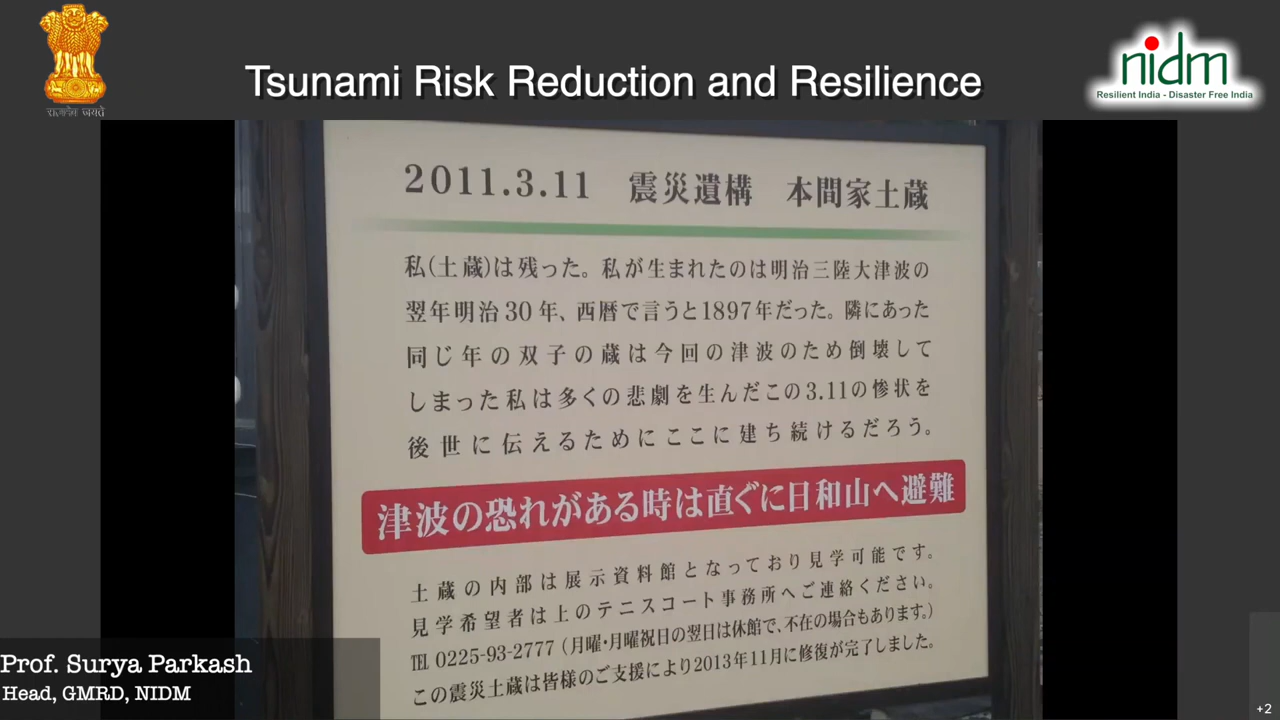 Tsunami Risk Reduction and Resilience
nidm
Resilient India - Disaster Free India
सत्यमेव जयते
2011.3.11 震災遺構 本間家土蔵
私(土蔵)は残った。私が生まれたのは明治三陸大津波の
翌年明治30年、西暦で言うと1897年だった。隣にあった
同じ年の双子の蔵は今回の津波のため倒壊して
しまった私は多くの悲劇を生んだこの3.11の惨状を
後世に伝えるためにここに建ち続けるだろう。
津波の恐れがある時は直ぐに日和山へ避難
土蔵の内部は展示資料館となっており見学可能です。
見学希望者は上のテニスコート事務所へご連絡ください。
℡ 0225-93-2777 (月曜・月曜祝日の翌日は休館で、不在の場合もあります。)
この震災土蔵は皆様のご支援により2013年11月に修復が完了しました。
Prof. Surya Parkash
Head, GMRD, NIDM
+2